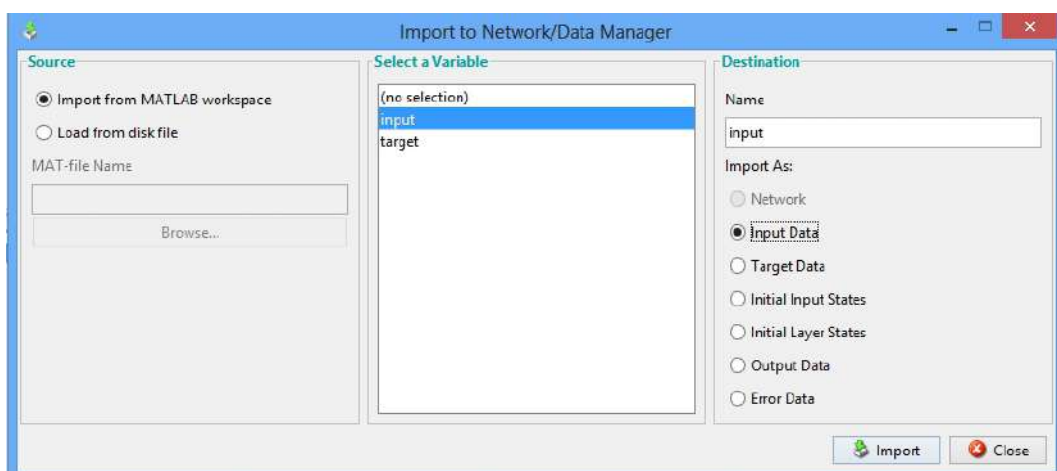 Import to Network/Data Manager
Source
Import from MATLAB workspace
Load from disk file
MAT-file Name
Browse...
Select a Variable
(no selection)
input
target
Destination
Name
input
Import As:
Network
Input Data
Target Data
Initial Input States
Initial Layer States
Output Data
Error Data
Import
Close